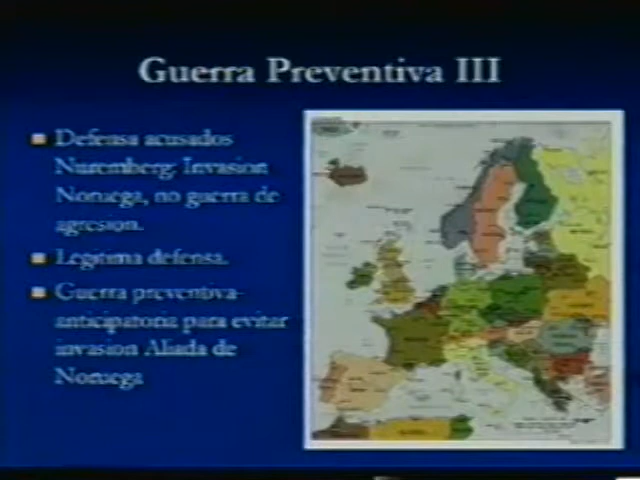 Guerra Preventiva III
Defensa acusados
Nuremberg. Invasion
Noruega, no guerra de
agresion.
Legitima defensa.
Guerra preventiva-
anticipatoria para evitar
invasion Aliada de
Noruega